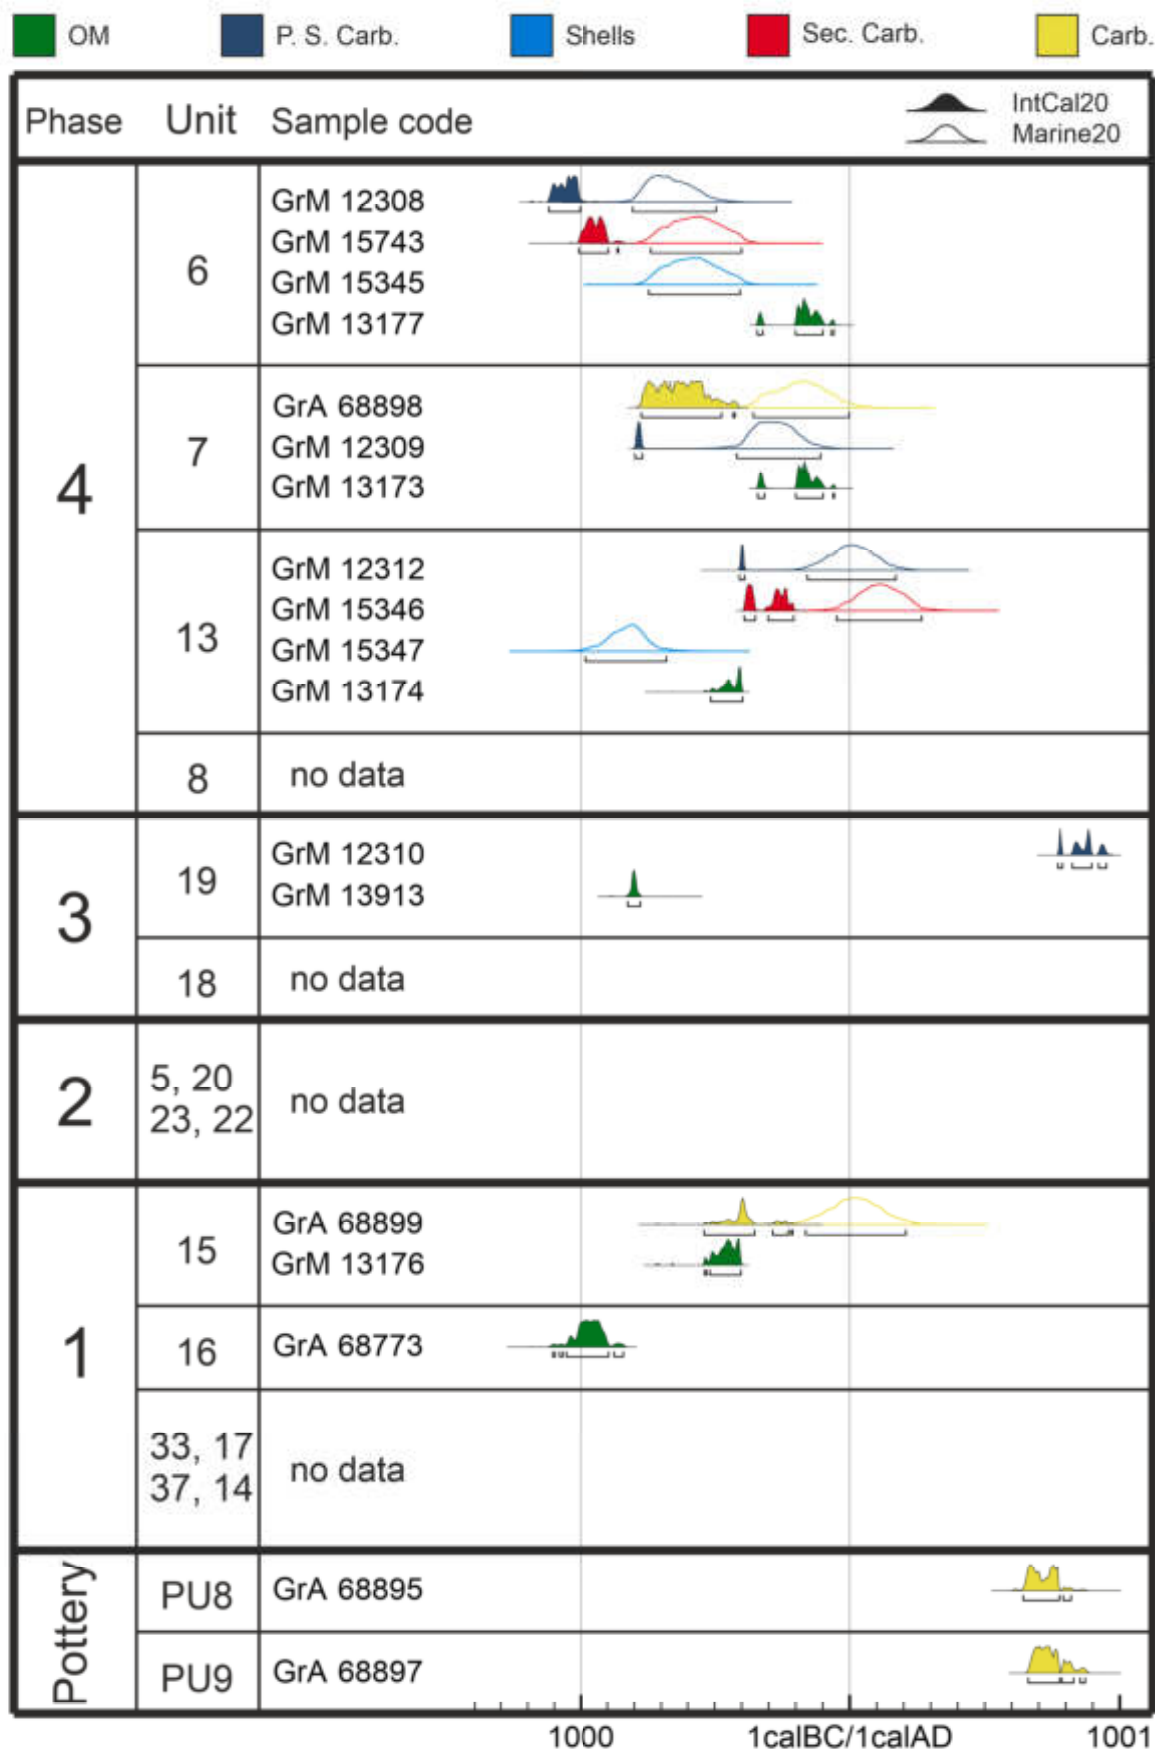 OM P. S. Carb. Shells Sec. Carb. Carb.
Phase Unit Sample code IntCal20
Marine20
4
6
GrM 12308
GrM 15743
GrM 15345
GrM 13177
7
GrA 68898
GrM 12309
GrM 13173
13
GrM 12312
GrM 15346
GrM 15347
GrM 13174
8 no data
3
19
GrM 12310
GrM 13913
18 no data
2
5, 20
23, 22
no data
1
15
GrA 68899
GrM 13176
16 GrA 68773
33, 17
37, 14
no data
Pottery
PU8 GrA 68895
PU9 GrA 68897
1000 1calBC/1calAD 1001